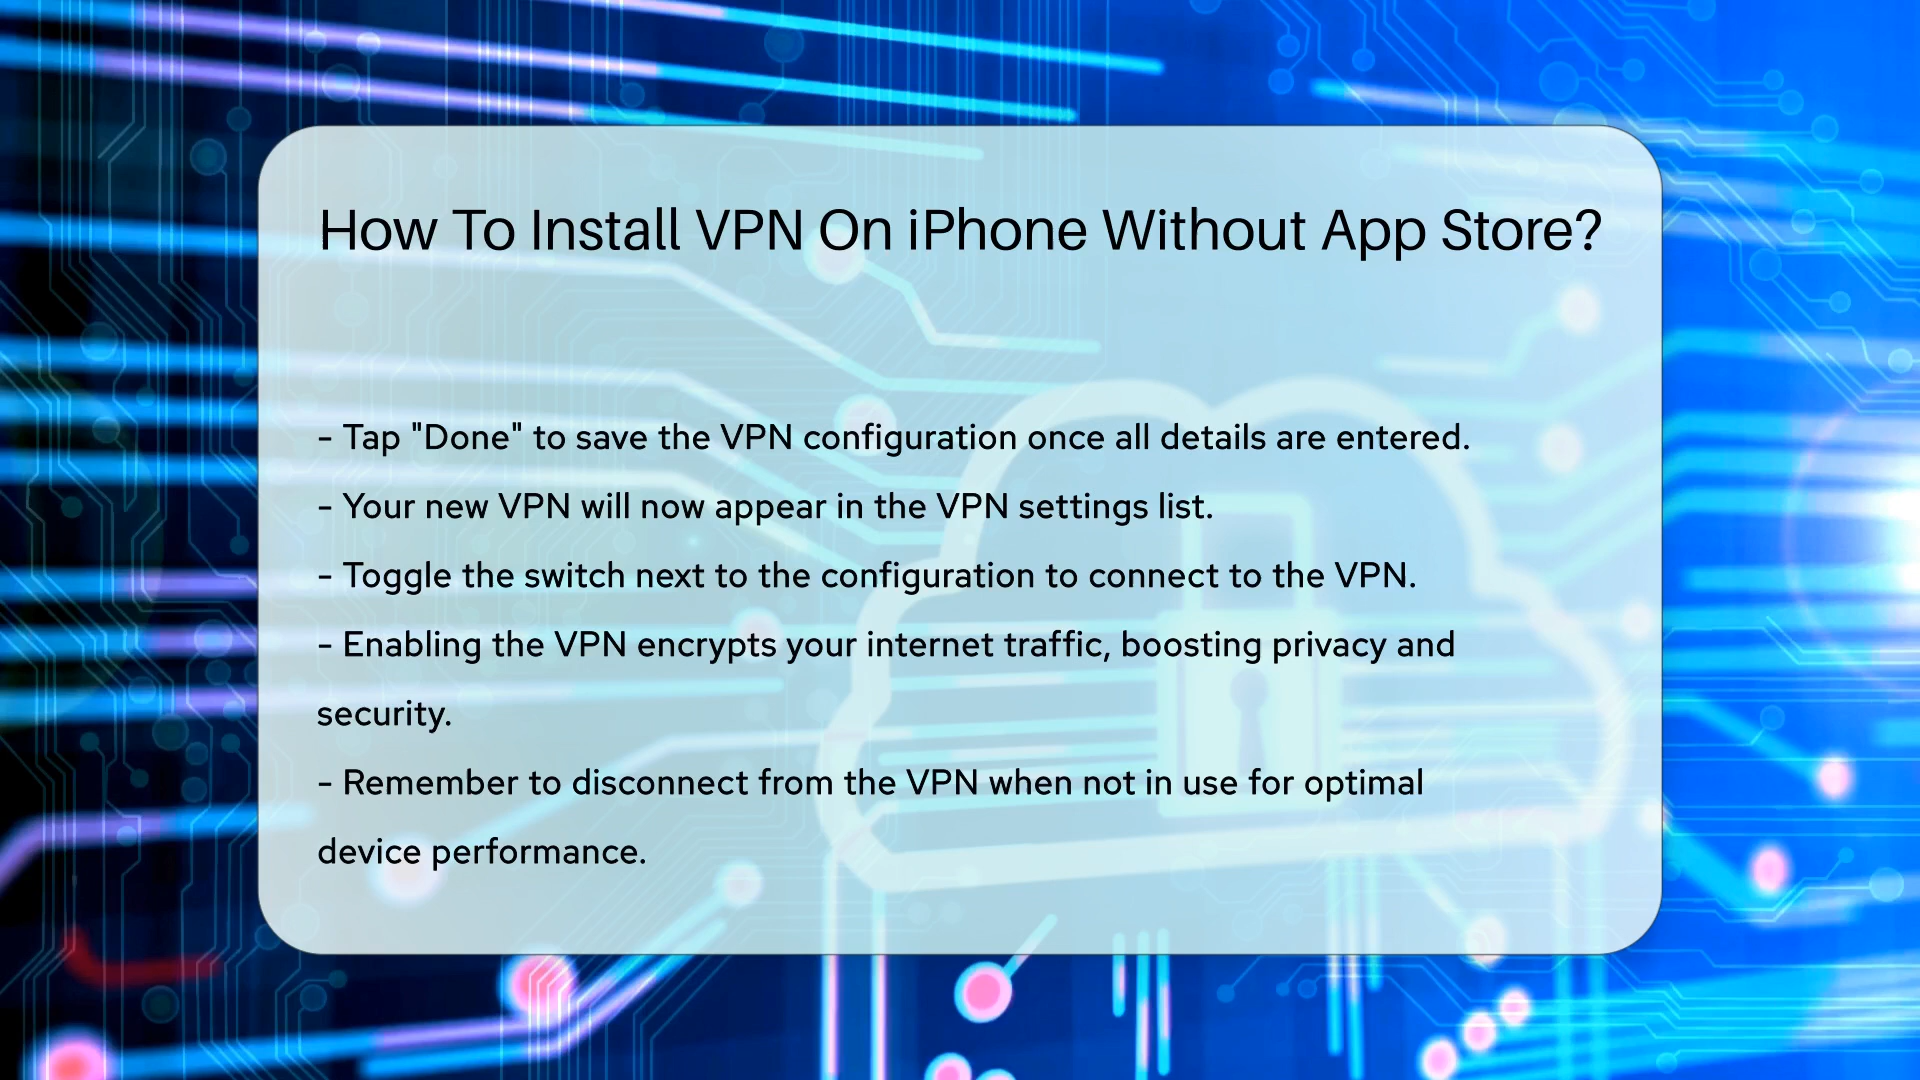 How To Install VPN On iPhone Without App Store?
- Tap "Done" to save the VPN configuration once all details are entered.
- Your new VPN will now appear in the VPN settings list.
- Toggle the switch next to the configuration to connect to the VPN.
- Enabling the VPN encrypts your internet traffic, boosting privacy and
security.
- Remember to disconnect from the VPN when not in use for optimal
device performance.